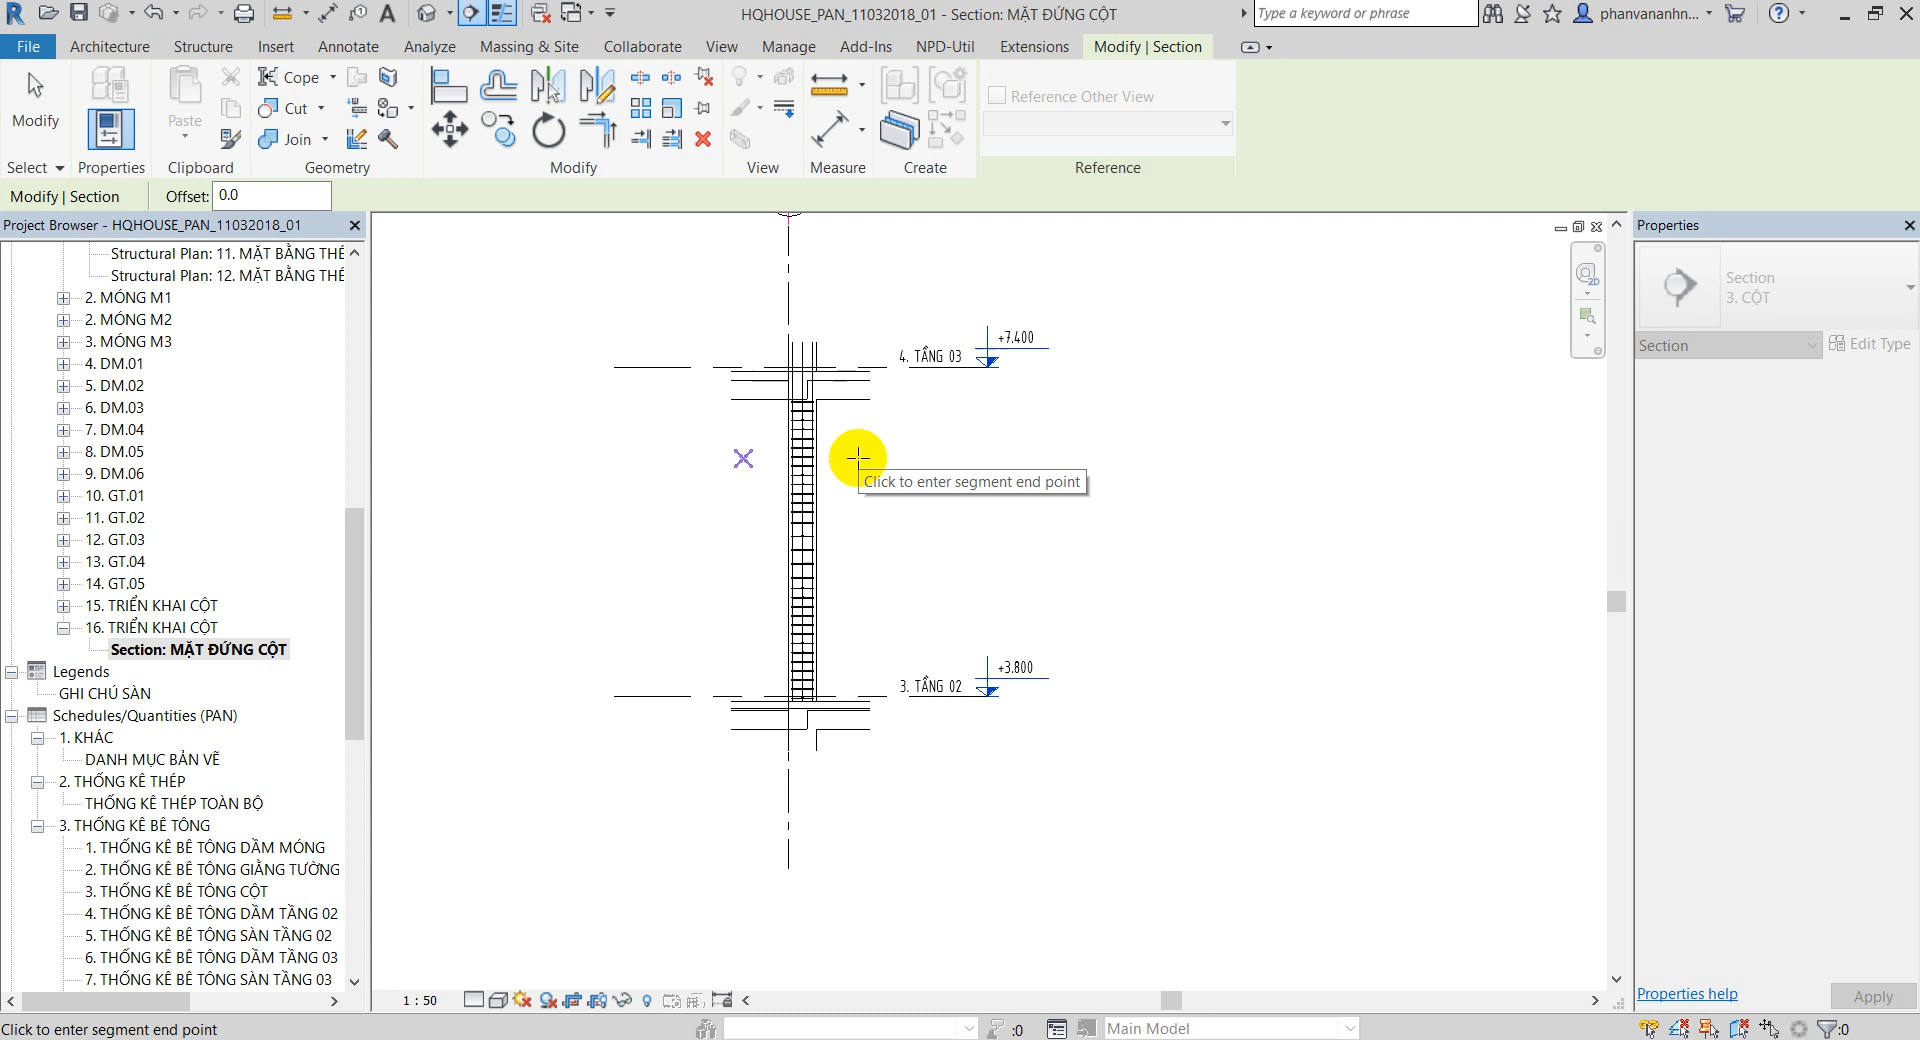 HQHOUSE_PAN_11032018_01 - Section: MẶT ĐỨNG CỘT
Type a keyword or phrase
phanvananhn...
File
Architecture
Structure
Insert
Annotate
Analyze
Massing & Site
Collaborate
View
Manage
Add-Ins
NPD-Util
Extensions
Modify | Section
Modify
Paste
Cope
Cut
Join
Reference Other View
Select
Properties
Clipboard
Geometry
Modify
View
Measure
Create
Reference
Modify | Section
Offset: 0.0
Project Browser - HQHOUSE_PAN_11032018_01
Structural Plan: 11. MẶT BẰNG THÉ
Structural Plan: 12. MẶT BẰNG THÉ
2. MÓNG M1
2. MÓNG M2
3. MÓNG M3
4. DM.01
5. DM.02
6. DM.03
7. DM.04
8. DM.05
9. DM.06
10. GT.01
11. GT.02
12. GT.03
13. GT.04
14. GT.05
15. TRIỂN KHAI CỘT
16. TRIỂN KHAI CỘT
Section: MẶT ĐỨNG CỘT
Legends
GHI CHÚ SÀN
Schedules/Quantities (PAN)
1. KHÁC
DANH MỤC BẢN VẼ
2. THỐNG KÊ THÉP
THỐNG KÊ THÉP TOÀN BỘ
3. THỐNG KÊ BÊ TÔNG
1. THỐNG KÊ BÊ TÔNG DẦM MÓNG
2. THỐNG KÊ BÊ TÔNG GIẰNG TƯỜNG
3. THỐNG KÊ BÊ TÔNG CỘT
4. THỐNG KÊ BÊ TÔNG DẦM TẦNG 02
5. THỐNG KÊ BÊ TÔNG SÀN TẦNG 02
6. THỐNG KÊ BÊ TÔNG DẦM TẦNG 03
7. THỐNG KÊ BÊ TÔNG SÀN TẦNG 03
4. TẦNG 03
+7.400
Click to enter segment end point
3. TẦNG 02
+3.800
2D
1 : 50
Properties
Section
3. CỘT
Section
Edit Type
Properties help
Apply
Click to enter segment end point
:0
Main Model
:0